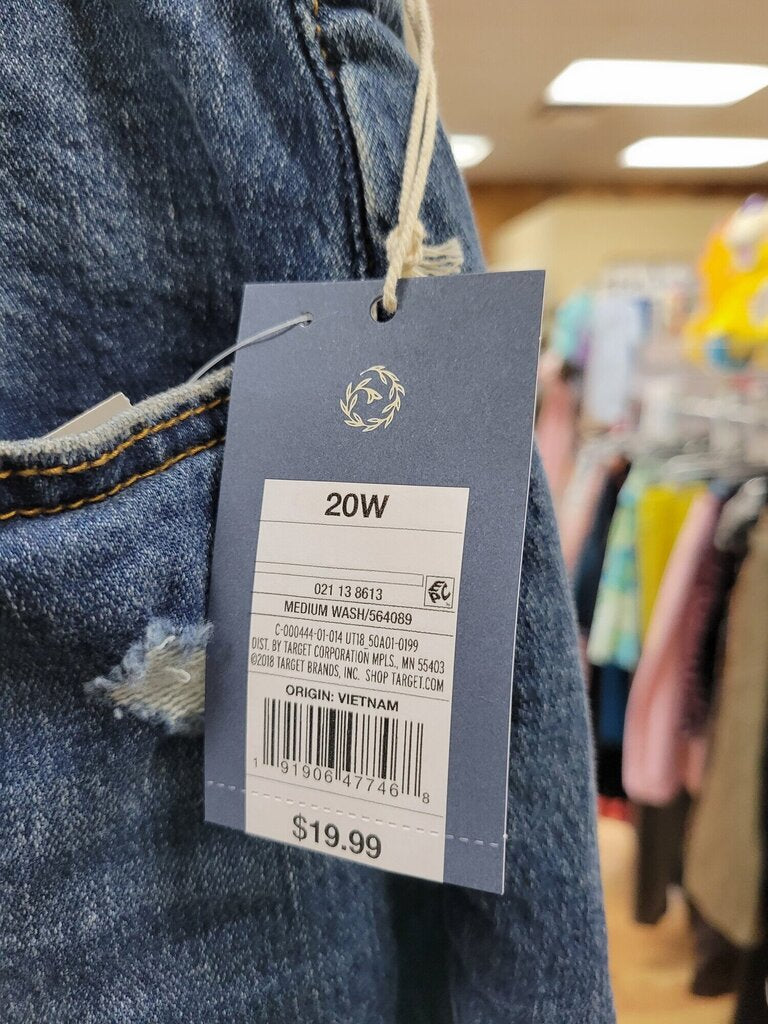 20W
021 13 8613
EPC
MEDIUM WASH/564089
C-000444-01-014 UT18_50A01-0199
DIST. BY TARGET CORPORATION MPLS., MN 55403
©2018 TARGET BRANDS, INC. SHOP TARGET.COM
ORIGIN: VIETNAM
1 91906 47746 8
$19.99